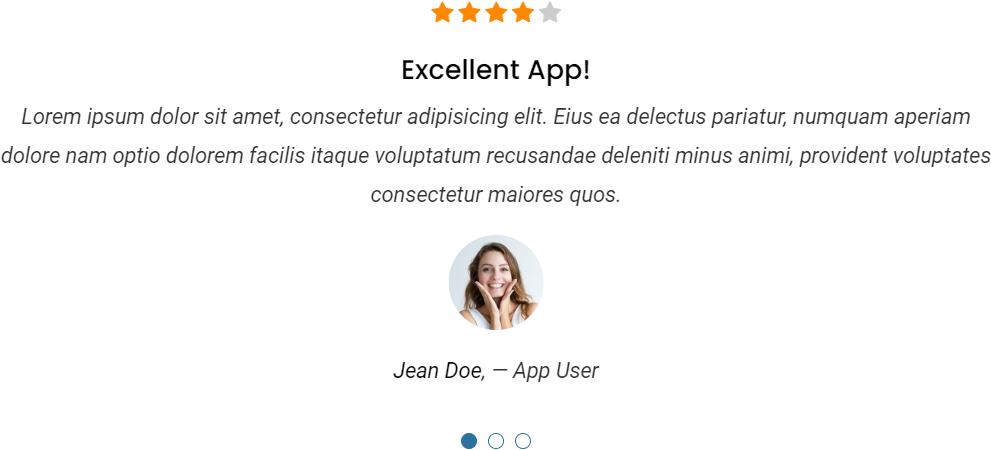 Excellent App!
Lorem ipsum dolor sit amet, consectetur adipisicing elit. Eius ea delectus pariatur, numquam aperiam
dolore nam optio dolorem facilis itaque voluptatum recusandae deleniti minus animi, provident voluptates
consectetur maiores quos.
Jean Doe, — App User